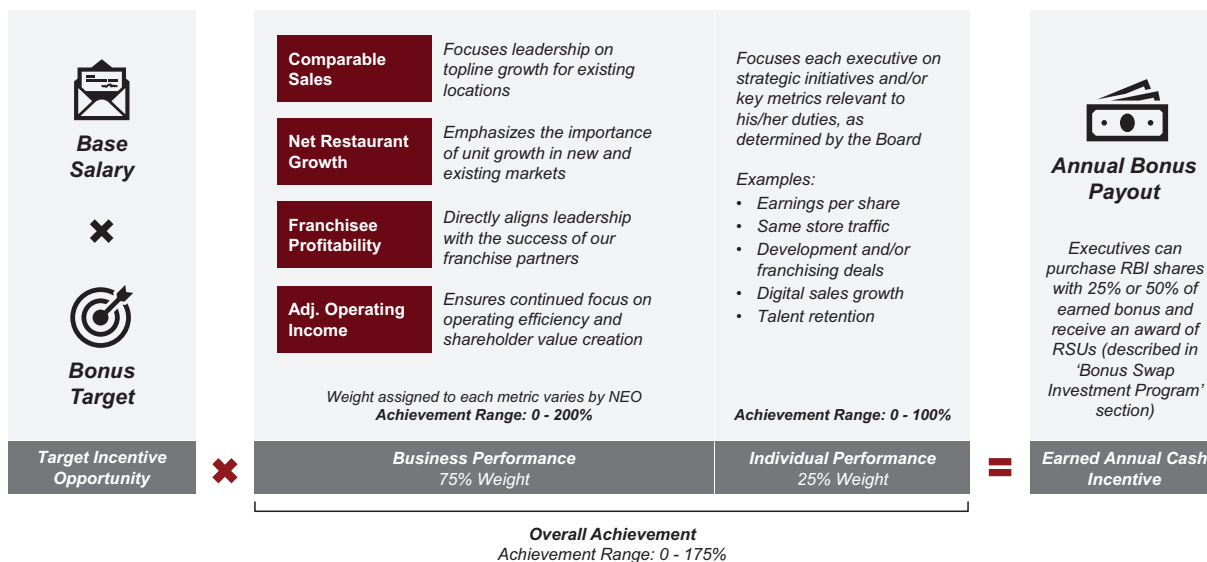 Base
Salary
Bonus
Target
Target Incentive
Opportunity
Comparable
Sales
Focuses leadership on
topline growth for existing
locations
Net Restaurant
Growth
Emphasizes the importance
of unit growth in new and
existing markets
Franchisee
Profitability
Directly aligns leadership
with the success of our
franchise partners
Adj. Operating
Income
Ensures continued focus on
operating efficiency and
shareholder value creation
Weight assigned to each metric varies by NEO
Achievement Range: 0 - 200%
Business Performance
75% Weight
Focuses each executive on
strategic initiatives and/or
key metrics relevant to
his/her duties, as
determined by the Board
Examples:
• Earnings per share
• Same store traffic
• Development and/or
franchising deals
• Digital sales growth
• Talent retention
Achievement Range: 0 - 100%
Individual Performance
25% Weight
Annual Bonus
Payout
Executives can
purchase RBI shares
with 25% or 50% of
earned bonus and
receive an award of
RSUs (described in
‘Bonus Swap
Investment Program’
section)
Earned Annual Cash
Incentive
Overall Achievement
Achievement Range: 0 - 175%